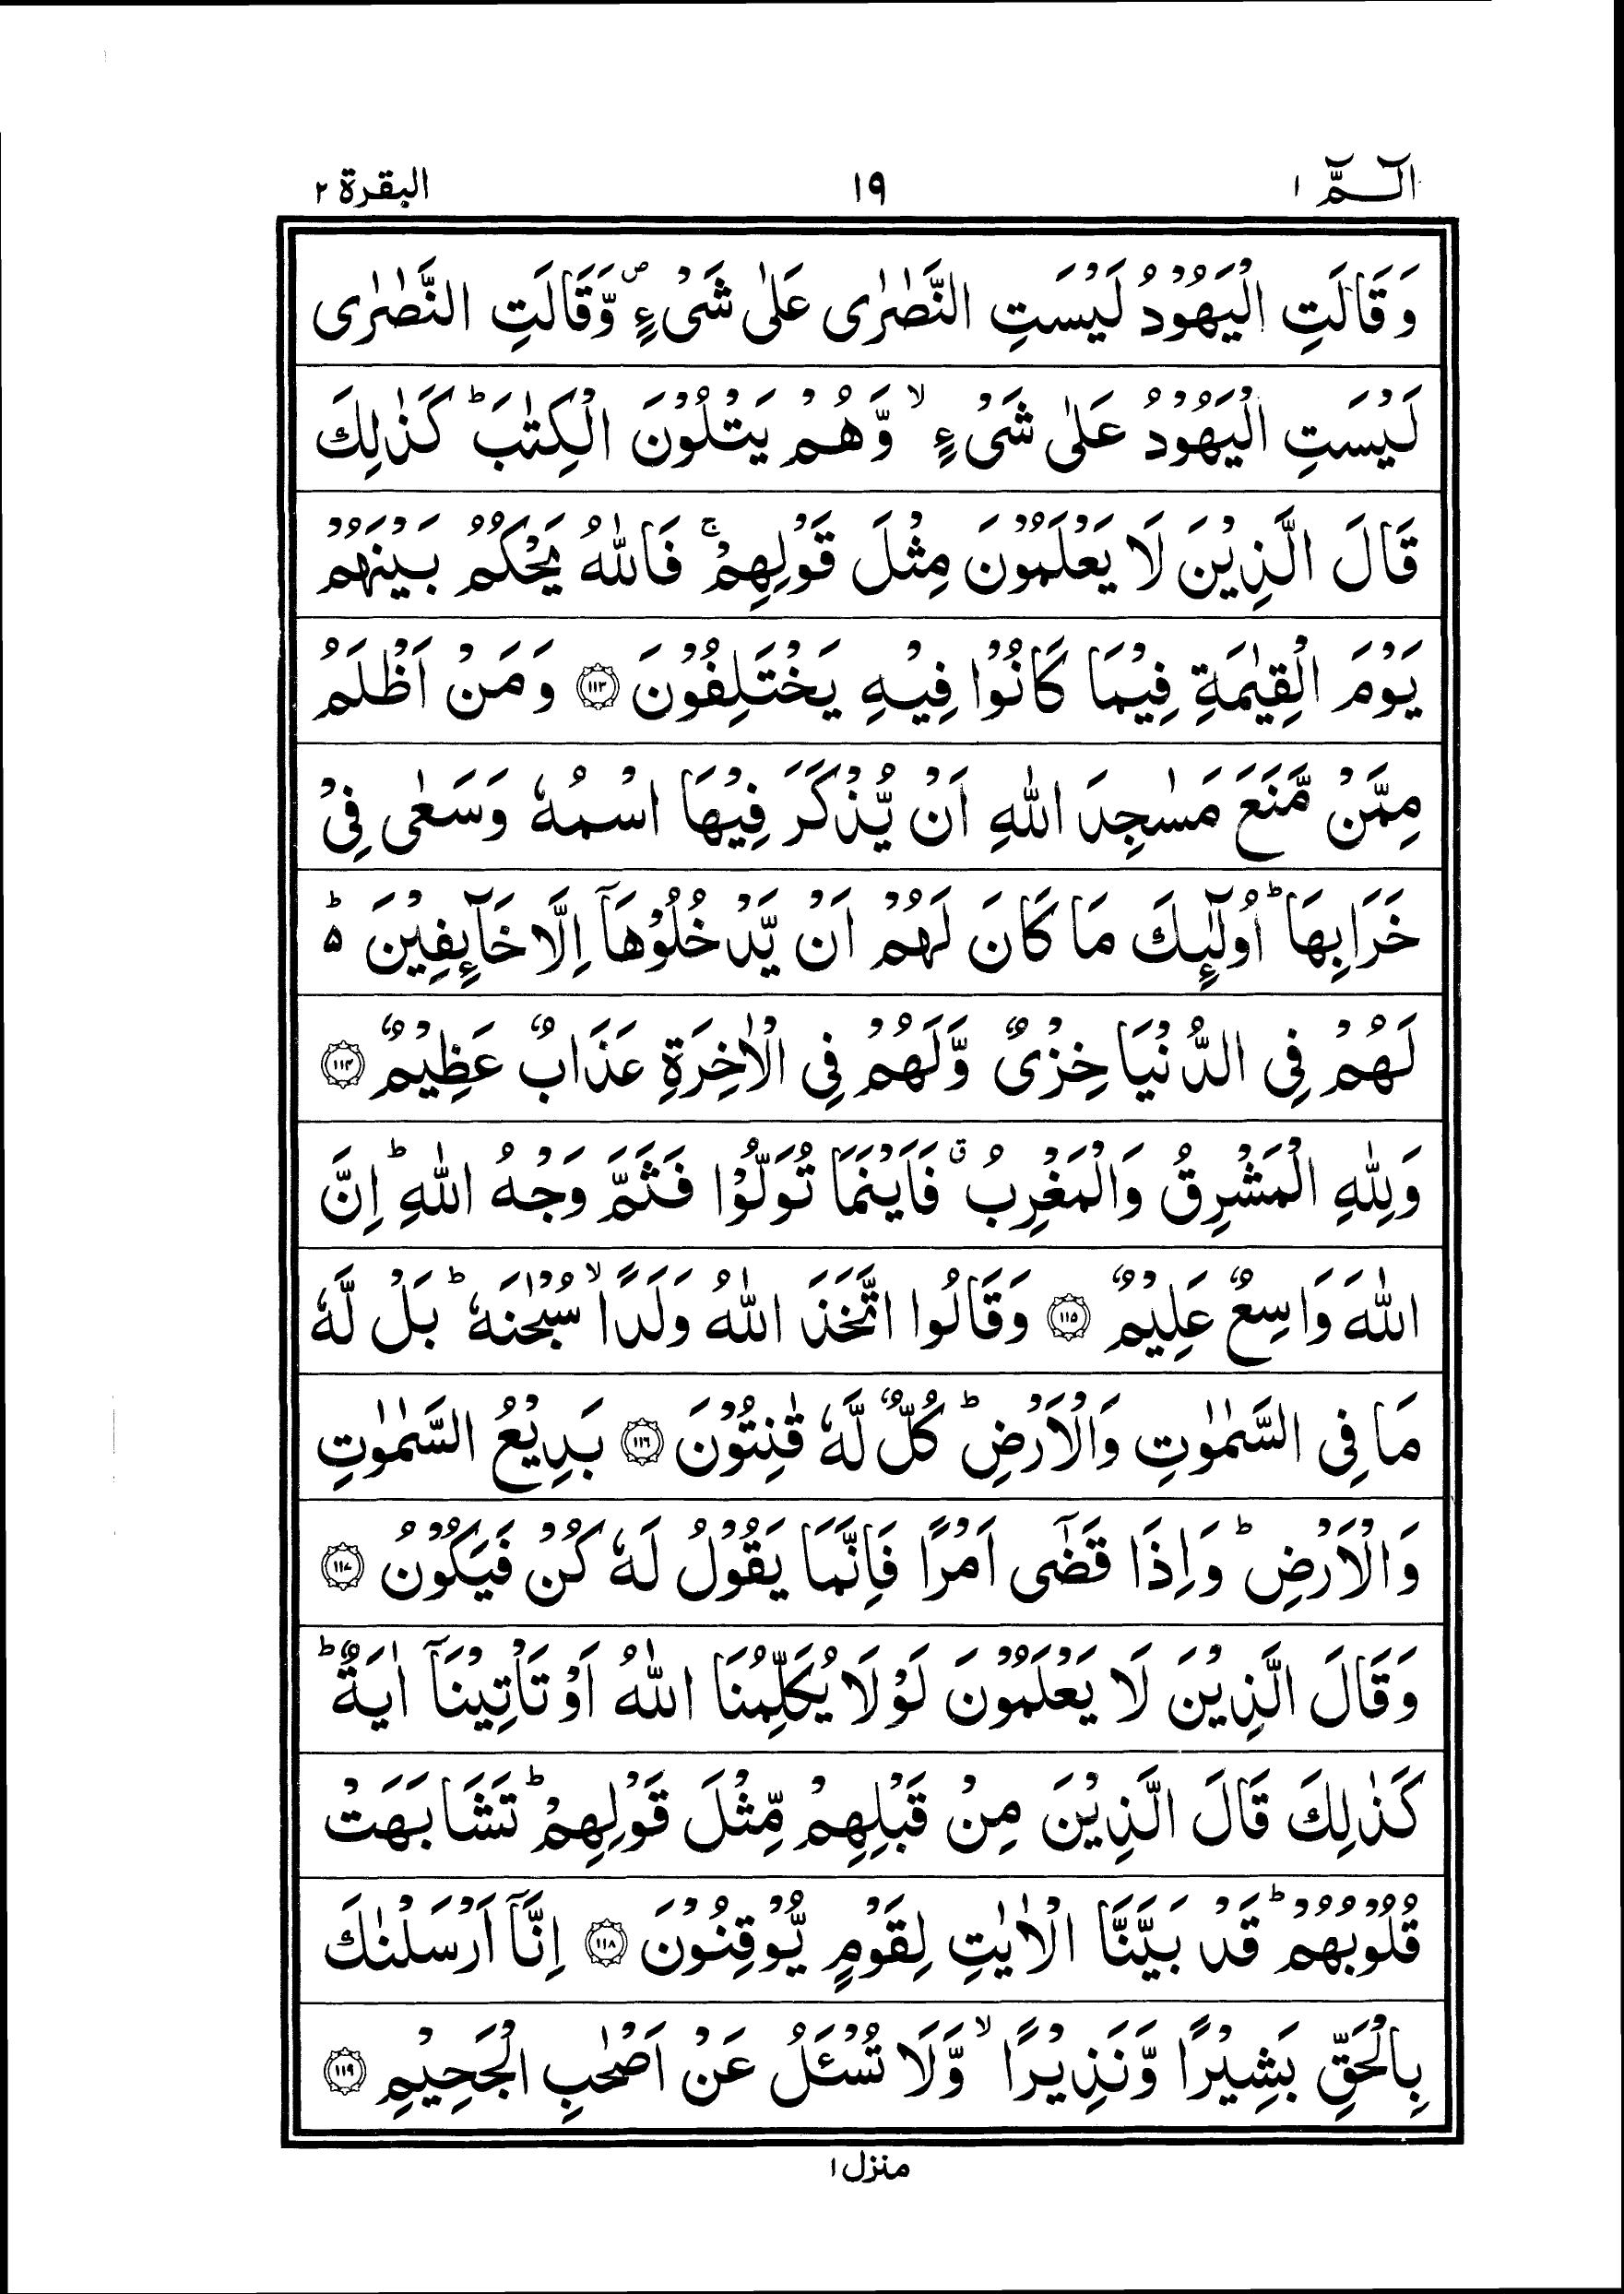 الٓـمّٓ ١ ١٩ البقرة ٢
وَقَالَتِ الْیَهُوْدُ لَیْسَتِ النَّصٰرٰی عَلٰی شَیْءٍ ۪ وَّقَالَتِ النَّصٰرٰی
لَیْسَتِ الْیَهُوْدُ عَلٰی شَیْءٍ ۙ وَّهُمْ یَتْلُوْنَ الْكِتٰبَ ؕ كَذٰلِكَ
قَالَ الَّذِیْنَ لَا یَعْلَمُوْنَ مِثْلَ قَوْلِهِمْ ۚ فَاللّٰهُ یَحْكُمُ بَیْنَهُمْ
یَوْمَ الْقِیٰمَةِ فِیْمَا كَانُوْا فِیْهِ یَخْتَلِفُوْنَ ﴿١١٣﴾ وَمَنْ اَظْلَمُ
مِمَّنْ مَّنَعَ مَسٰجِدَ اللّٰهِ اَنْ یُّذْكَرَ فِیْهَا اسْمُهٗ وَسَعٰی فِیْ
خَرَابِهَا ؕ اُولٰٓئِكَ مَا كَانَ لَهُمْ اَنْ یَّدْخُلُوْهَاۤ اِلَّا خَآئِفِیْنَ ؕ۵
لَهُمْ فِی الدُّنْیَا خِزْیٌ وَّلَهُمْ فِی الْاٰخِرَةِ عَذَابٌ عَظِیْمٌ ﴿١١٤﴾
وَلِلّٰهِ الْمَشْرِقُ وَالْمَغْرِبُ ۗ فَاَیْنَمَا تُوَلُّوْا فَثَمَّ وَجْهُ اللّٰهِ ؕ اِنَّ
اللّٰهَ وَاسِعٌ عَلِیْمٌ ﴿١١٥﴾ وَقَالُوا اتَّخَذَ اللّٰهُ وَلَدًا ۙ سُبْحٰنَهٗ ؕ بَلْ لَّهٗ
مَا فِی السَّمٰوٰتِ وَالْاَرْضِ ؕ كُلٌّ لَّهٗ قٰنِتُوْنَ ﴿١١٦﴾ بَدِیْعُ السَّمٰوٰتِ
وَالْاَرْضِ ؕ وَاِذَا قَضٰۤی اَمْرًا فَاِنَّمَا یَقُوْلُ لَهٗ كُنْ فَیَكُوْنُ ﴿١١٧﴾
وَقَالَ الَّذِیْنَ لَا یَعْلَمُوْنَ لَوْلَا یُكَلِّمُنَا اللّٰهُ اَوْ تَاْتِیْنَاۤ اٰیَةٌ ؕ
كَذٰلِكَ قَالَ الَّذِیْنَ مِنْ قَبْلِهِمْ مِّثْلَ قَوْلِهِمْ ؕ تَشَابَهَتْ
قُلُوْبُهُمْ ؕ قَدْ بَیَّنَّا الْاٰیٰتِ لِقَوْمٍ یُّوْقِنُوْنَ ﴿١١٨﴾ اِنَّاۤ اَرْسَلْنٰكَ
بِالْحَقِّ بَشِیْرًا وَّنَذِیْرًا ۙ وَّلَا تُسْـَٔلُ عَنْ اَصْحٰبِ الْجَحِیْمِ ﴿١١٩﴾
منزل ١